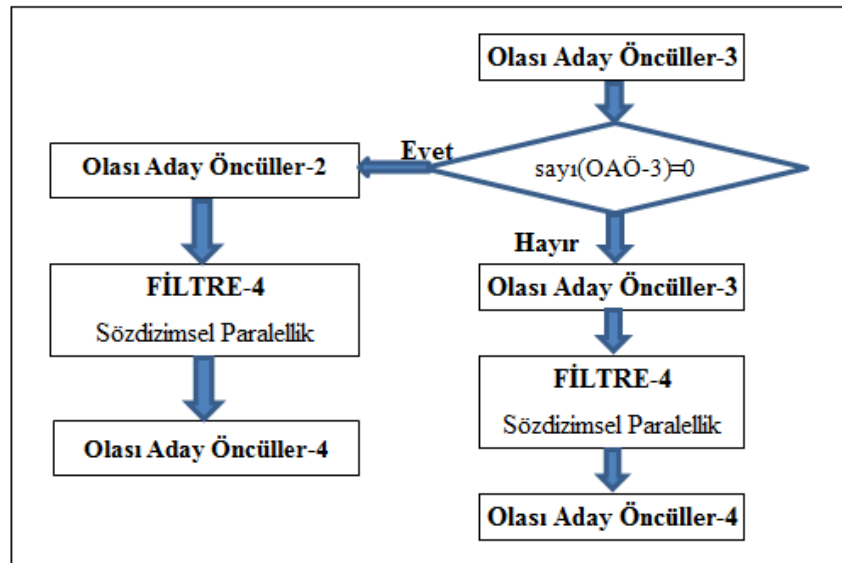 Olası Aday Öncüller-3
sayı(OAÖ-3)=0
Evet
Olası Aday Öncüller-2
FİLTRE-4
Sözdizimsel Paralellik
Olası Aday Öncüller-4
Hayır
Olası Aday Öncüller-3
FİLTRE-4
Sözdizimsel Paralellik
Olası Aday Öncüller-4